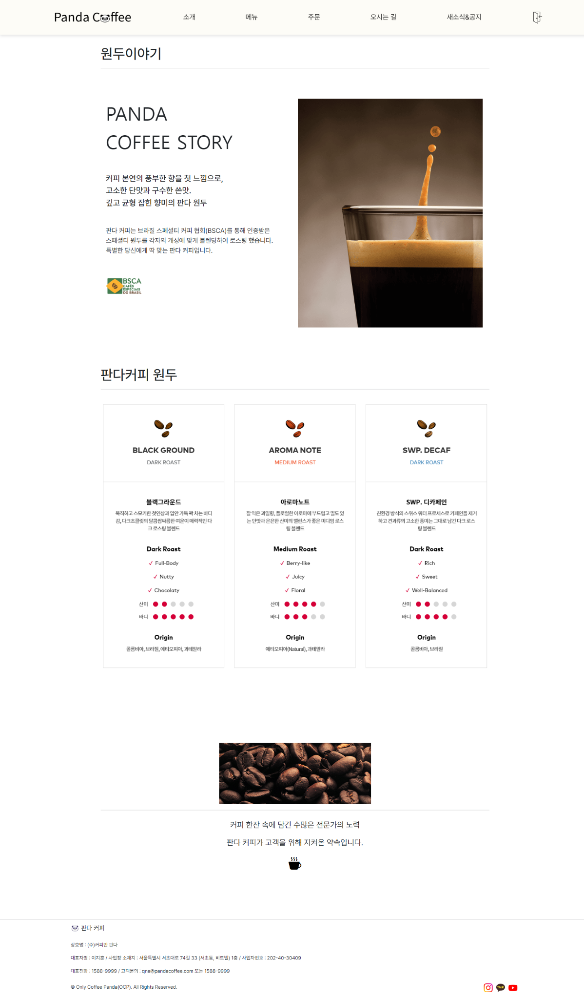 Panda Coffee
소개
메뉴
주문
오시는 길
새소식&공지
원두이야기
PANDA
COFFEE STORY
커피 본연의 풍부한 향을 첫 느낌으로,
고소한 단맛과 구수한 쓴맛.
깊고 균형 잡힌 향미의 판다 원두
판다 커피는 브라질 스페셜티 커피 협회(BSCA)를 통해 인증받은
스페셜티 원두를 각자의 개성에 맞게 블렌딩하여 로스팅 했습니다.
특별한 당신에게 딱 맞는 판다 커피입니다.
BSCA
CAFÉS
ESPECIAIS
DO BRASIL
판다커피 원두
BLACK GROUND
DARK ROAST
블랙그라운드
묵직하고 스모키한 첫인상과 입안 가득 꽉 차는 바디
감, 다크초콜릿의 달콤쌉싸름한 여운이 매력적인 다
크 로스팅 블렌드
Dark Roast
✓ Full-Body
✓ Nutty
✓ Chocolaty
산미
바디
Origin
콜롬비아, 브라질, 에티오피아, 과테말라
AROMA NOTE
MEDIUM ROAST
아로마노트
잘 익은 과일향, 플로럴한 아로마에 부드럽고 밀도 있
는 단맛과 은은한 산미의 밸런스가 좋은 미디엄 로스
팅 블렌드
Medium Roast
✓ Berry-like
✓ Juicy
✓ Floral
산미
바디
Origin
에티오피아(Natural), 과테말라
SWP. DECAF
DARK ROAST
SWP. 디카페인
친환경 방식의 스위스 워터 프로세스로 카페인을 제거
하고 견과류의 고소한 풍미는 그대로 남긴 다크 로스
팅 블렌드
Dark Roast
✓ Rich
✓ Sweet
✓ Well-Balanced
산미
바디
Origin
콜롬비아, 브라질
커피 한잔 속에 담긴 수많은 전문가의 노력
판다 커피가 고객을 위해 지켜온 약속입니다.
판다 커피
상호명 : (주)커피만 판다
대표자명 : 이지훈 / 사업장 소재지 : 서울특별시 서초대로 74길 33 (서초동, 비트빌) 1층 / 사업자번호 : 202-40-30409
대표전화 : 1588-9999 / 고객문의 : qna@pandacoffee.com 또는 1588-9999
© Only Coffee Panda(OCP). All Rights Reserved.
TALK